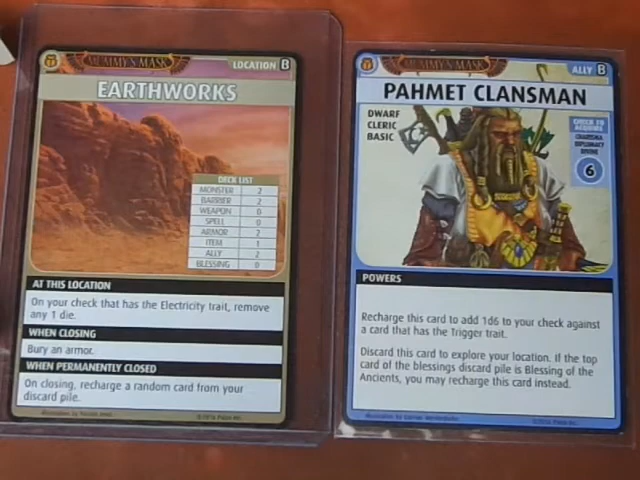 MUMMY'S MASK
LOCATION B
EARTHWORKS
DECK LIST
MONSTER 2
BARRIER 2
WEAPON 0
SPELL 0
ARMOR 2
ITEM 1
ALLY 2
BLESSING 0
AT THIS LOCATION
On your check that has the Electricity trait, remove
any 1 die.
WHEN CLOSING
Bury an armor.
WHEN PERMANENTLY CLOSED
On closing, recharge a random card from your
discard pile.
MUMMY'S MASK
ALLY B
PAHMET CLANSMAN
DWARF
CLERIC
BASIC
CHECK TO
ACQUIRE
CHARISMA
DIPLOMACY
DIVINE
6
POWERS
Recharge this card to add 1d6 to your check against
a card that has the Trigger trait.
Discard this card to explore your location. If the top
card of the blessings discard pile is Blessing of the
Ancients, you may recharge this card instead.